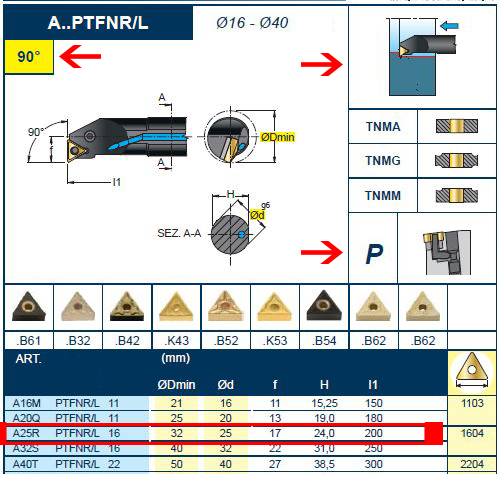 A..PTFNR/L Ø16 - Ø40
90°
TNMA
TNMG
TNMM
P
A
90°
ØDmin
A
l1
H
g6
Ød
SEZ. A-A
.B61 .B32 .B42 .K43 .B52 .K53 .B54 .B62 .B62
ART. (mm)
ØDmin Ød f H l1
A16M PTFNR/L 11 21 16 11 15,25 150 1103
A20Q PTFNR/L 11 25 20 13 19,0 180
A25R PTFNR/L 16 32 25 17 24,0 200 1604
A32S PTFNR/L 16 40 32 22 31,0 250
A40T PTFNR/L 22 50 40 27 38,5 300 2204